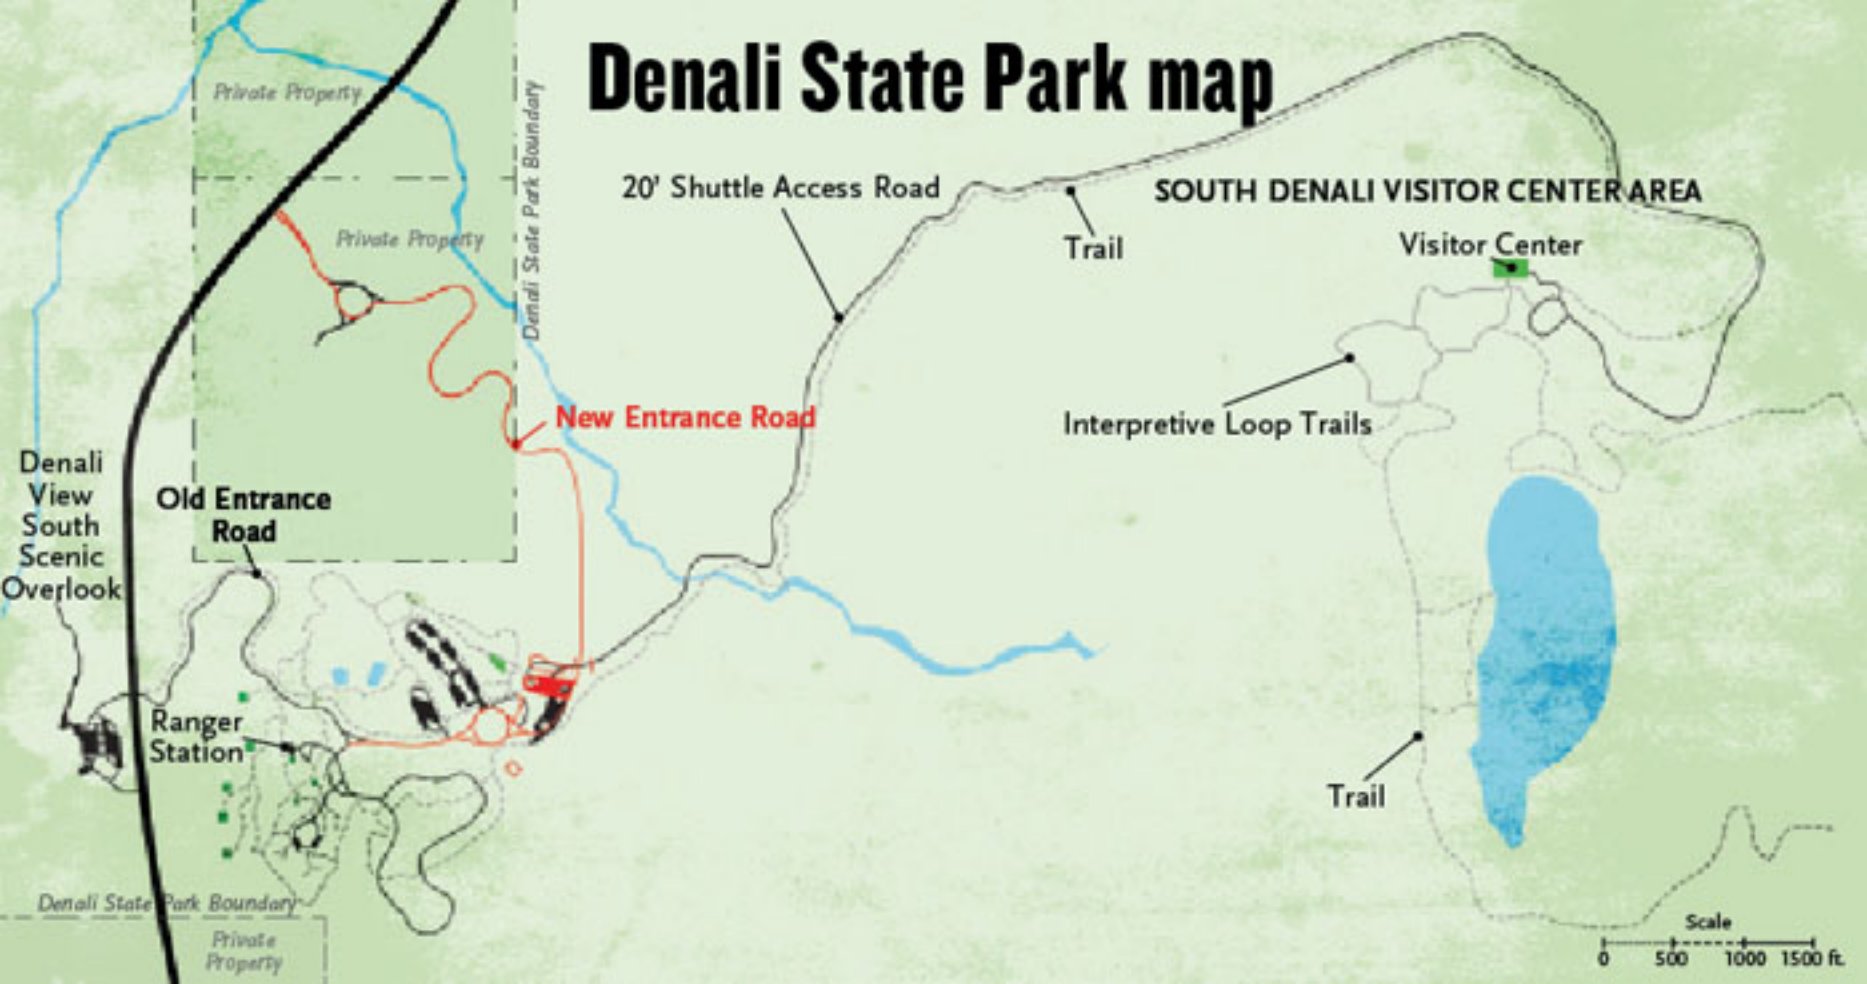 Denali State Park map
Private Property
Denali State Park Boundary
20' Shuttle Access Road
SOUTH DENALI VISITOR CENTER AREA
Private Property
Trail
Visitor Center
New Entrance Road
Interpretive Loop Trails
Denali
View
South
Scenic
Overlook
Old Entrance
Road
Ranger
Station
Trail
Denali State Park Boundary
Private
Property
Scale
0 500 1000 1500 ft.